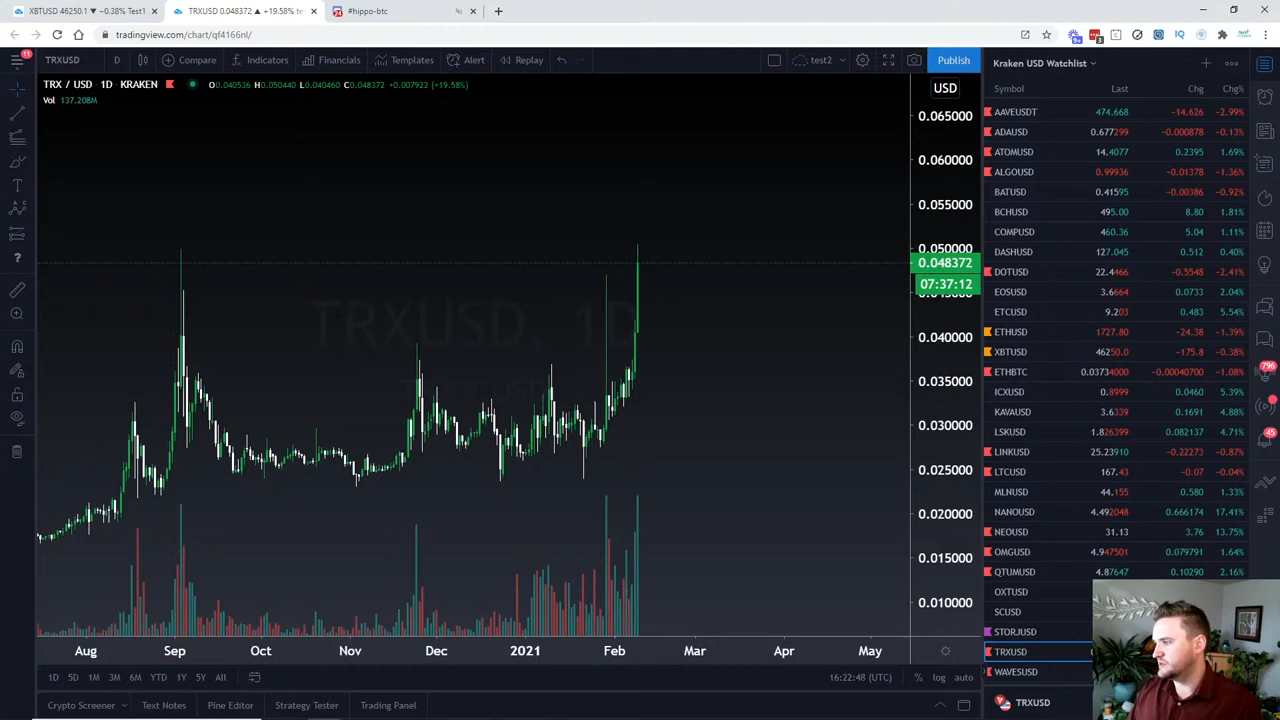 XBTUSD 46250.1 ▼ −0.38% Test1
TRXUSD 0.048372 ▲ +19.58% test
#hippo-btc
tradingview.com/chart/qf4166nl/
11
TRXUSD D Compare Indicators Financials Templates Alert Replay test2 Publish
TRX / USD · 1D · KRAKEN O0.040536 H0.050440 L0.040460 C0.048372 +0.007922 (+19.58%)
Vol 137.208M
USD
0.065000
0.060000
0.055000
0.050000
0.048372
07:37:12
0.040000
0.035000
0.030000
0.025000
0.020000
0.015000
0.010000
TRXUSD, 1D
Aug Sep Oct Nov Dec 2021 Feb Mar Apr May
1D 5D 1M 3M 6M YTD 1Y 5Y All
16:22:48 (UTC) % log auto
Crypto Screener Text Notes Pine Editor Strategy Tester Trading Panel
Kraken USD Watchlist
Symbol Last Chg Chg%
AAVEUSDT 474.668 −14.626 −2.99%
ADAUSD 0.677299 −0.000878 −0.13%
ATOMUSD 14.4077 0.2395 1.69%
ALGOUSD 0.99936 −0.01378 −1.36%
BATUSD 0.41595 −0.00386 −0.92%
BCHUSD 495.00 8.80 1.81%
COMPUSD 460.36 5.04 1.11%
DASHUSD 127.045 0.512 0.40%
DOTUSD 22.4466 −0.5548 −2.41%
EOSUSD 3.6664 0.0733 2.04%
ETCUSD 9.203 0.483 5.54%
ETHUSD 1727.80 −24.38 −1.39%
XBTUSD 46250.0 −175.8 −0.38%
ETHBTC 0.03734000 −0.00040700 −1.08%
ICXUSD 0.8999 0.0460 5.39%
KAVAUSD 3.6339 0.1691 4.88%
LSKUSD 1.826399 0.082137 4.71%
LINKUSD 25.23910 −0.22273 −0.87%
LTCUSD 167.43 −0.07 −0.04%
MLNUSD 44.155 0.580 1.33%
NANOUSD 4.492048 0.666174 17.41%
NEOUSD 31.13 3.76 13.75%
OMGUSD 4.947501 0.079791 1.64%
QTUMUSD 4.87647 0.10290 2.16%
OXTUSD
SCUSD
STORJUSD
TRXUSD
WAVESUSD
TRXUSD
796
45